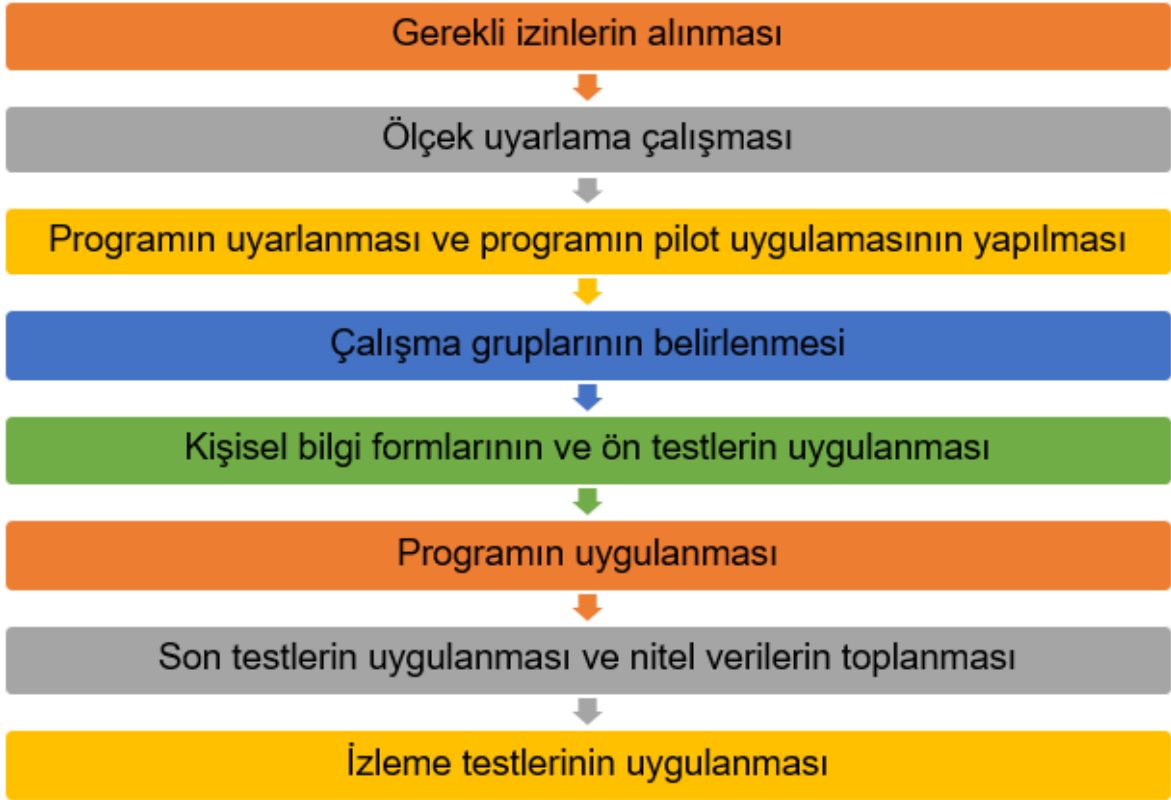 Gerekli izinlerin alınması
Ölçek uyarlama çalışması
Programın uyarlanması ve programın pilot uygulamasının yapılması
Çalışma gruplarının belirlenmesi
Kişisel bilgi formlarının ve ön testlerin uygulanması
Programın uygulanması
Son testlerin uygulanması ve nitel verilerin toplanması
İzleme testlerinin uygulanması